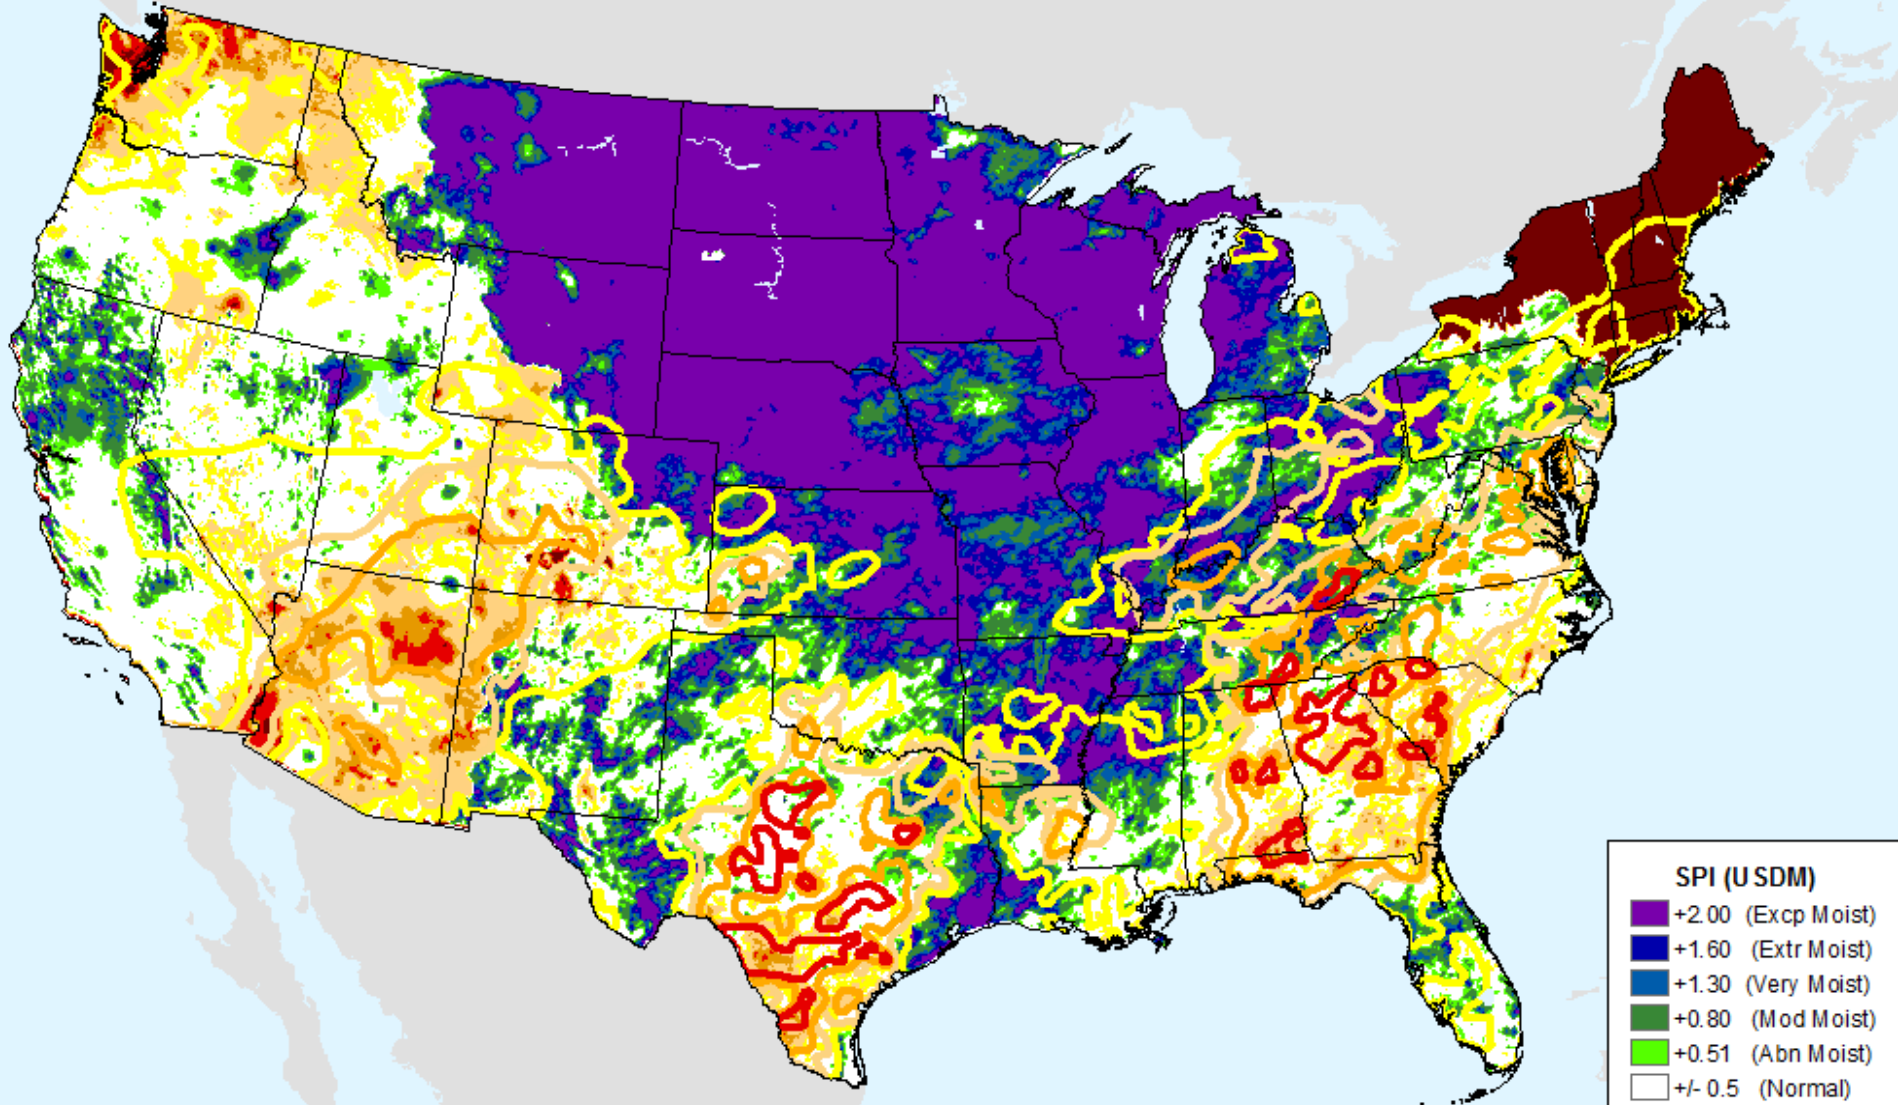 SPI (USDM)
+2.00 (Excp Moist)
+1.60 (Extr Moist)
+1.30 (Very Moist)
+0.80 (Mod Moist)
+0.51 (Abn Moist)
+/- 0.5 (Normal)